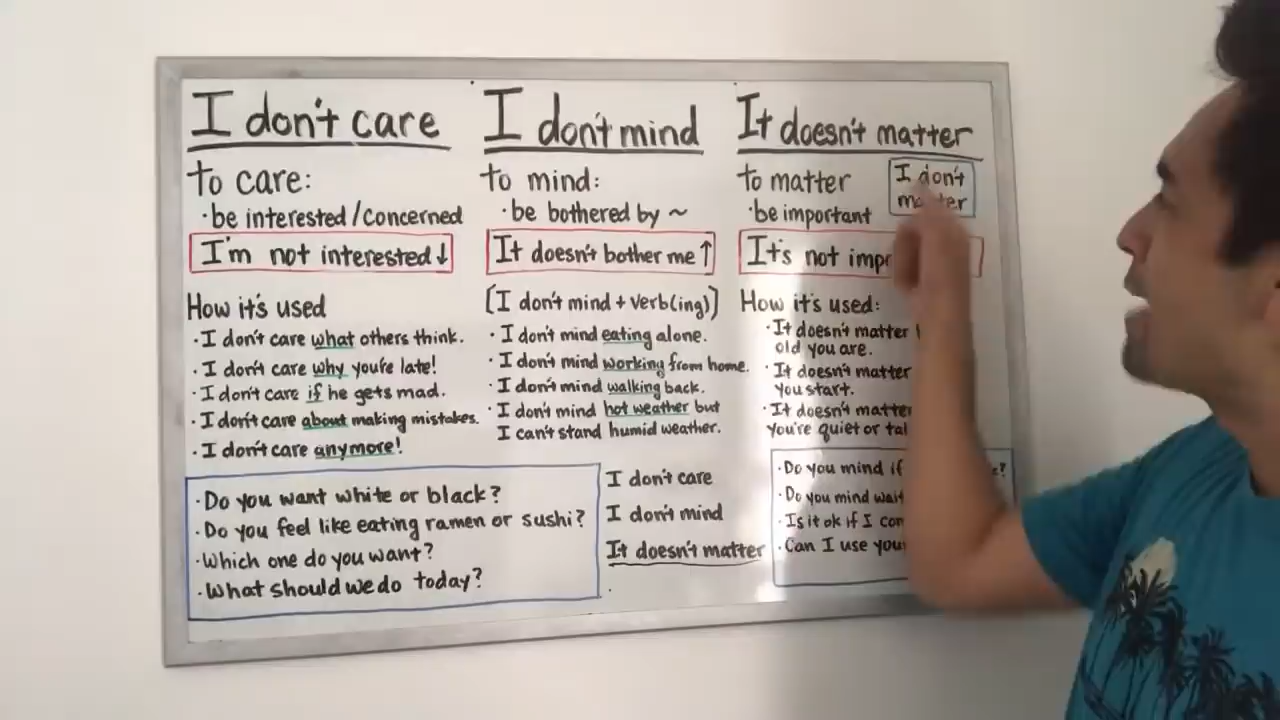 I don't care
to care:
·be interested/concerned
I'm not interested↓
How it's used
·I don't care what others think.
·I don't care why you're late!
·I don't care if he gets mad.
·I don't care about making mistakes.
·I don't care anymore!
·Do you want white or black?
·Do you feel like eating ramen or sushi?
·Which one do you want?
·What should we do today?
I don't mind
to mind:
·be bothered by ~
It doesn't bother me↑
[I don't mind + verb(ing)]
·I don't mind eating alone.
·I don't mind working from home.
·I don't mind walking back.
·I don't mind hot weather but
I can't stand humid weather.
I don't care
I don't mind
It doesn't matter
It doesn't matter
to matter
·be important
I don't
It's not
How it's used:
·It doesn't matter
old you are.
·It doesn't matter
you start.
·It doesn't matter
you're quiet or
·Do you mind if
·Do you mind
·Is it ok if I
·Can I use